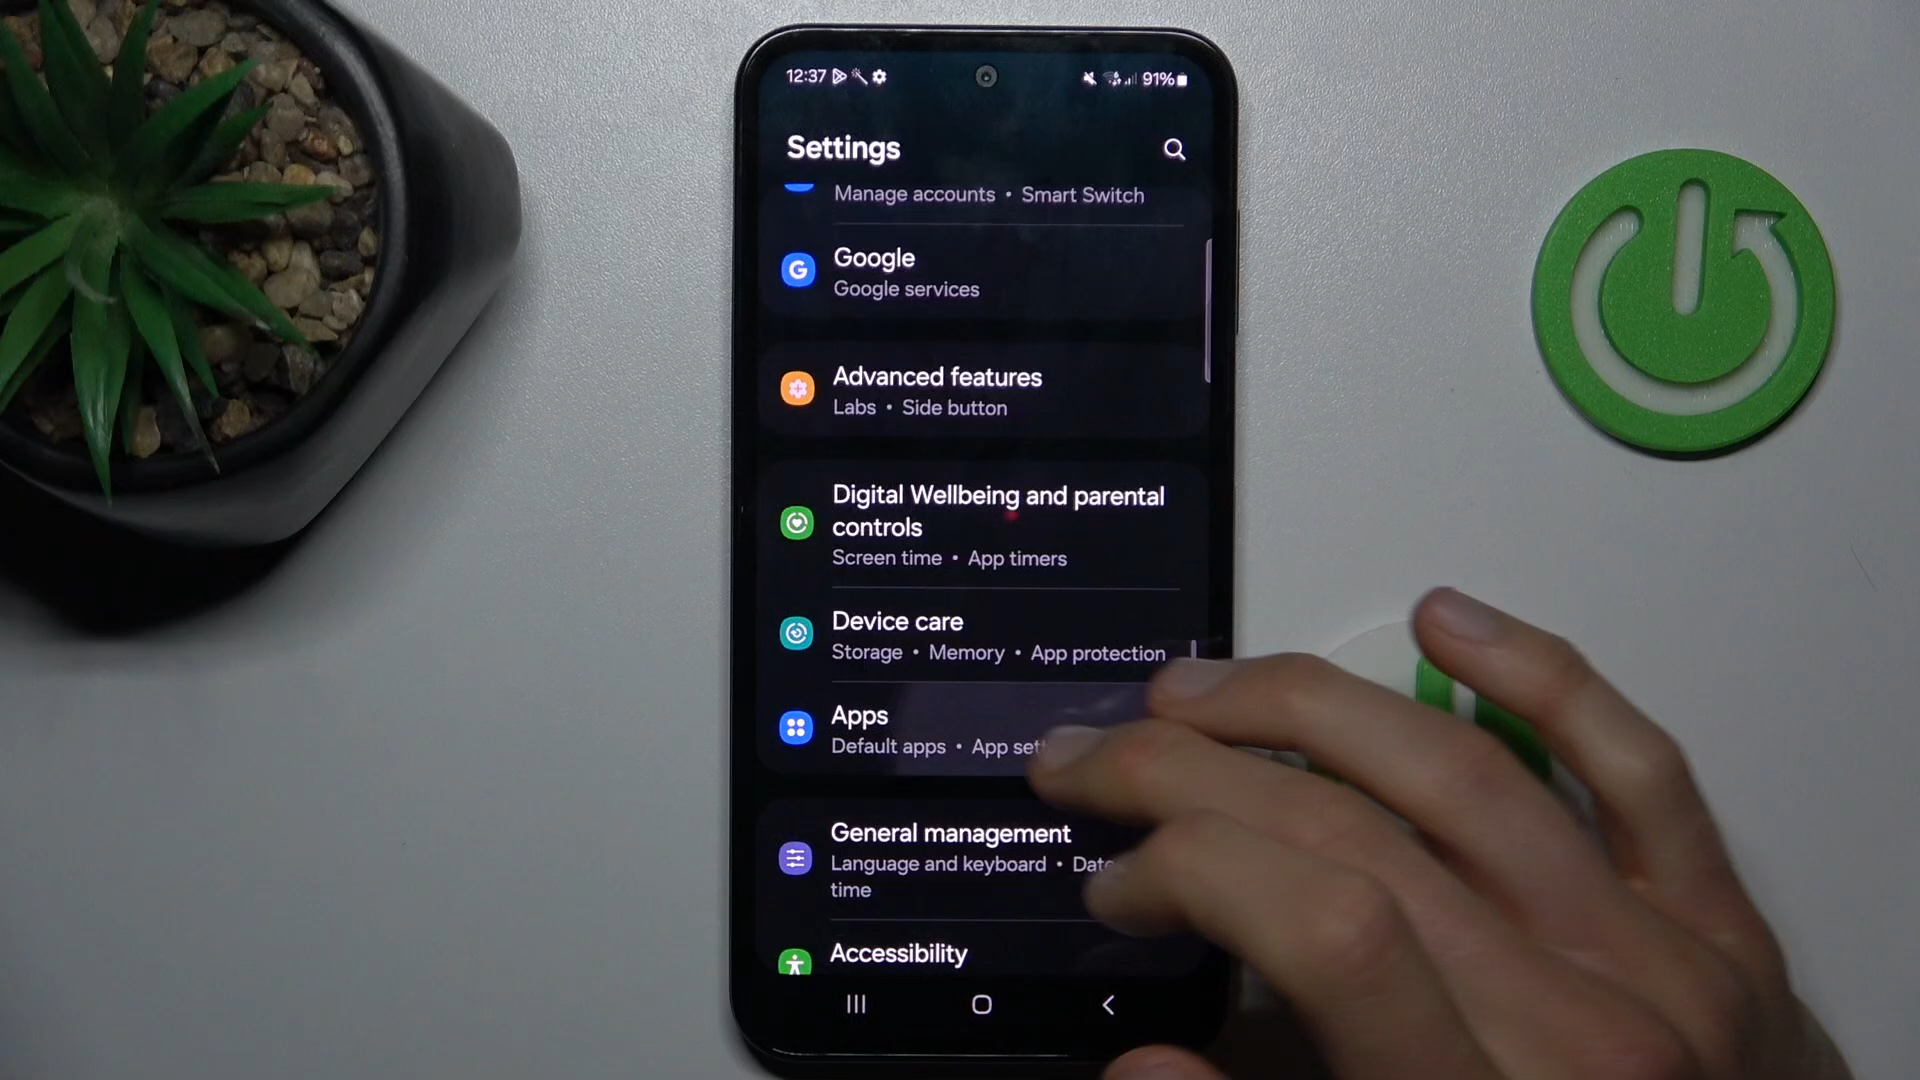 12:37 91%
Settings
Manage accounts • Smart Switch
G
Google
Google services
Advanced features
Labs • Side button
Digital Wellbeing and parental
controls
Screen time • App timers
Device care
Storage • Memory • App protection
Apps
Default apps • App
General management
Language and keyboard •
time
Accessibility